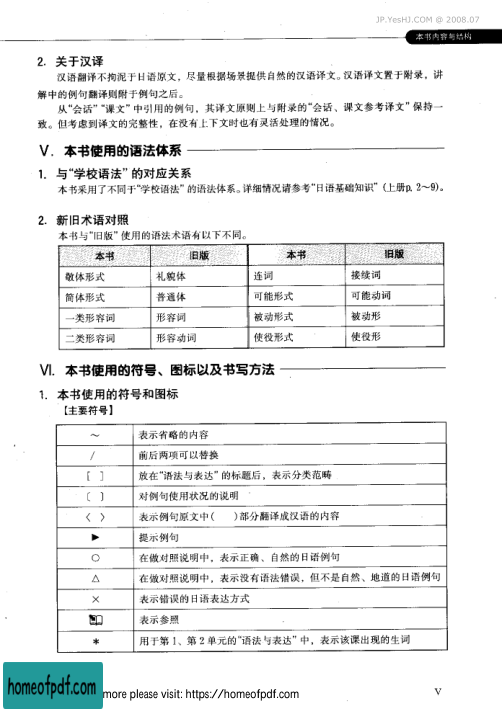 JP.YesHJ.COM @ 2008.07
本书内容与结构
2. 关于汉译
汉语翻译不拘泥于日语原文，尽量根据场景提供自然的汉语译文。汉语译文置于附录，讲
解中的例句翻译则附于例句之后。
从“会话”“课文”中引用的例句，其译文原则上与附录的“会话、课文参考译文”保持一
致。但考虑到译文的完整性，在没有上下文时也有灵活处理的情况。
Ⅴ. 本书使用的语法体系
1. 与“学校语法”的对应关系
本书采用了不同于“学校语法”的语法体系。详细情况请参考“日语基础知识”（上册p. 2～9)。
2. 新旧术语对照
本书与“旧版”使用的语法术语有以下不同。
本书 旧版 本书 旧版
敬体形式 礼貌体 连词 接续词
简体形式 普通体 可能形式 可能动词
一类形容词 形容词 被动形式 被动形
二类形容词 形容动词 使役形式 使役形
Ⅵ. 本书使用的符号、图标以及书写方法
1. 本书使用的符号和图标
【主要符号】
～ 表示省略的内容
/ 前后两项可以替换
[ ] 放在“语法与表达”的标题后，表示分类范畴
〔 〕 对例句使用状况的说明
〈 〉 表示例句原文中( )部分翻译成汉语的内容
▶ 提示例句
○ 在做对照说明中，表示正确、自然的日语例句
△ 在做对照说明中，表示没有语法错误，但不是自然、地道的日语例句
× 表示错误的日语表达方式
表示参照
* 用于第 1、第 2 单元的“语法与表达”中，表示该课出现的生词
homeofpdf.com
more please visit: https://homeofpdf.com
V